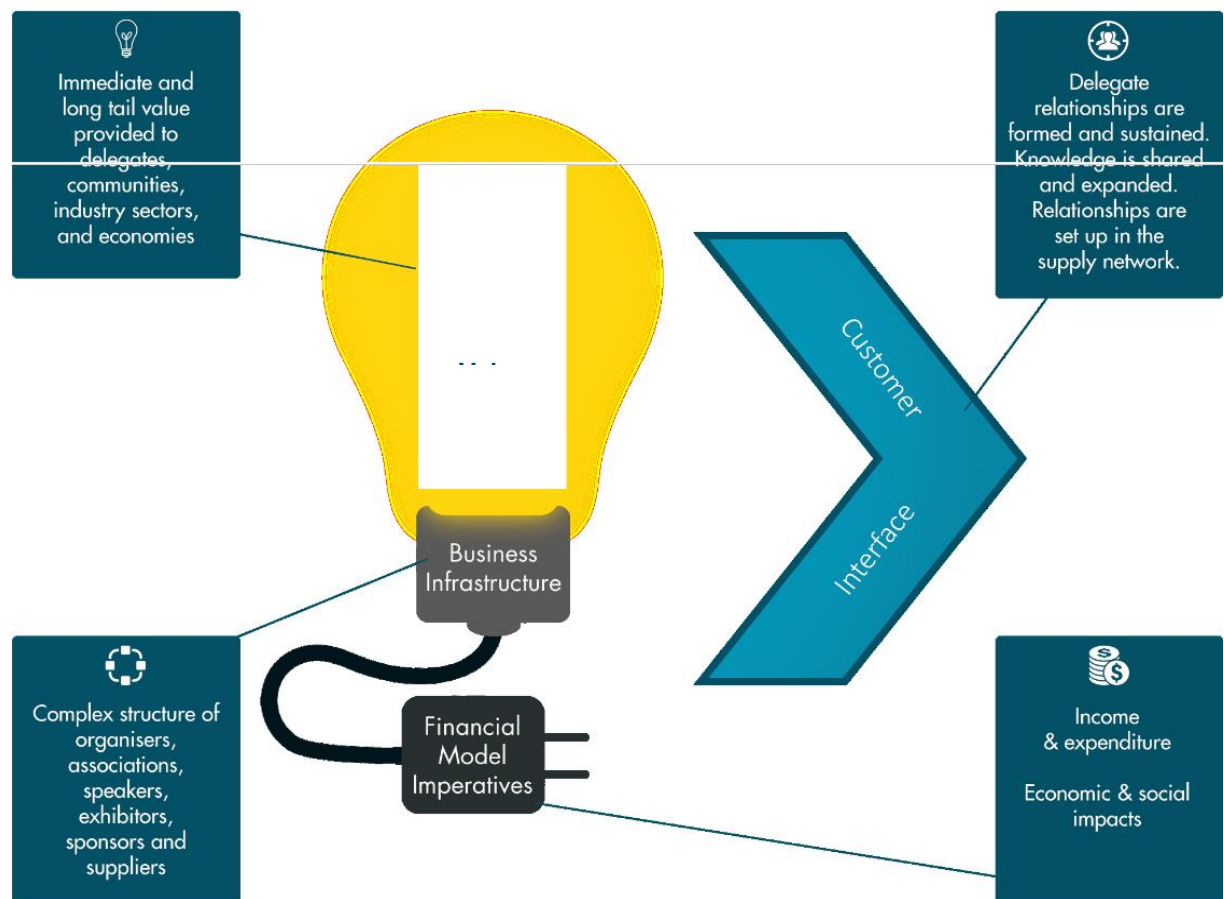 Immediate and
long tail value
provided to
delegates,
communities,
industry sectors,
and economies
Delegate
relationships are
formed and sustained.
Knowledge is shared
and expanded.
Relationships are
set up in the
supply network.
Customer
Interface
Business
Infrastructure
Complex structure of
organisers,
associations,
speakers,
exhibitors,
sponsors and
suppliers
Financial
Model
Imperatives
Income
& expenditure
Economic & social
impacts